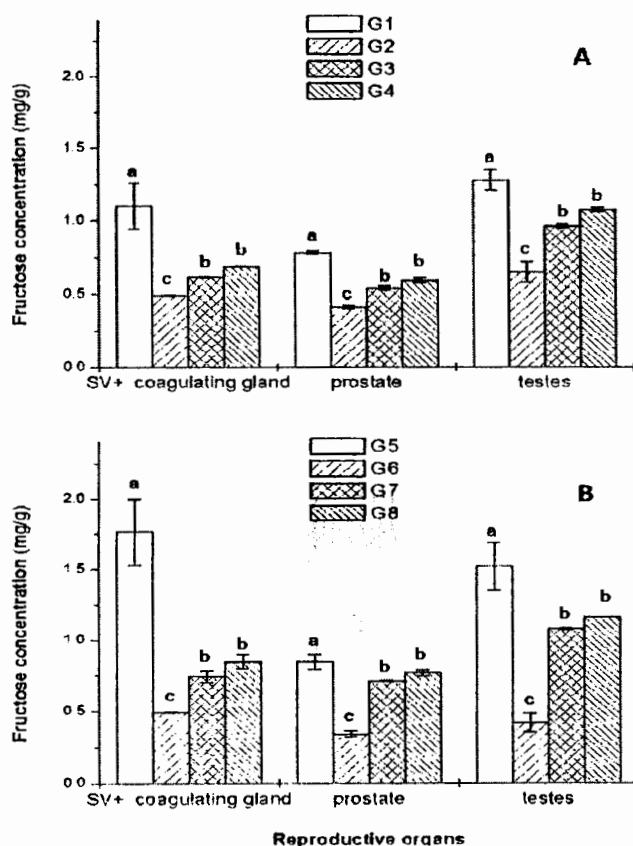 G1
G2
G3
G4
A
Fructose concentration (mg/g)
2.0
1.5
1.0
0.5
0 0
a
c
b
b
a
c
b
b
a
c
b
b
SV+ coagulating gland
prostate
testes
G5
G6
G7
G8
B
Fructose concentration (mg/g)
2.0
1 5
1.0
0 5
0 0
a
c
b
b
a
c
b
b
a
c
b
b
SV+ coagulating gland
prostate
testes
Reproductive organs